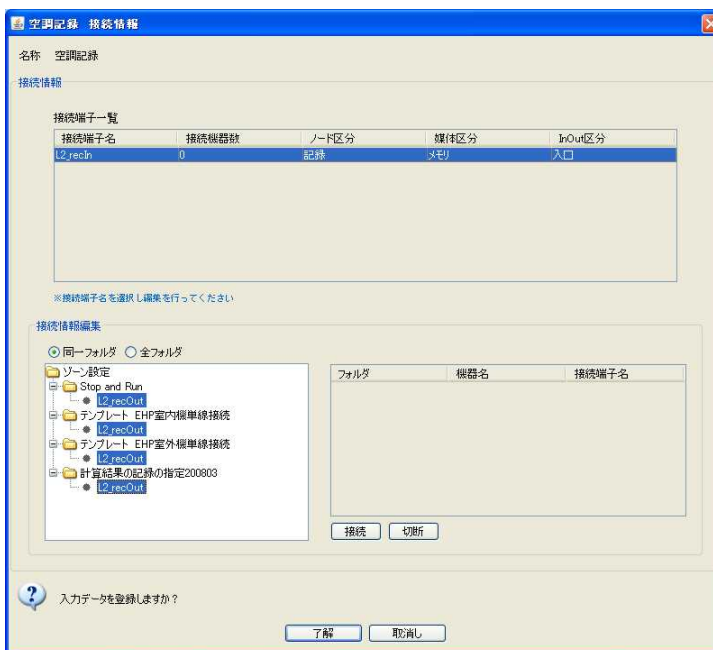 空調記録 接続情報
名称 空調記録
接続情報
接続端子一覧
接続端子名 接続機器数 ノード区分 媒体区分 InOut区分
L2_recIn 0 記録 メモリ 入口
※接続端子名を選択し編集を行ってください
接続情報編集
同一フォルダ 全フォルダ
ゾーン設定
Stop and Run
L2_recOut
テンプレート EHP室内機単線接続
L2_recOut
テンプレート EHP室外機単線接続
L2_recOut
計算結果の記録の指定200803
L2_recOut
フォルダ 機器名 接続端子名
接続 切断
入力データを登録しますか？
了解 取消し